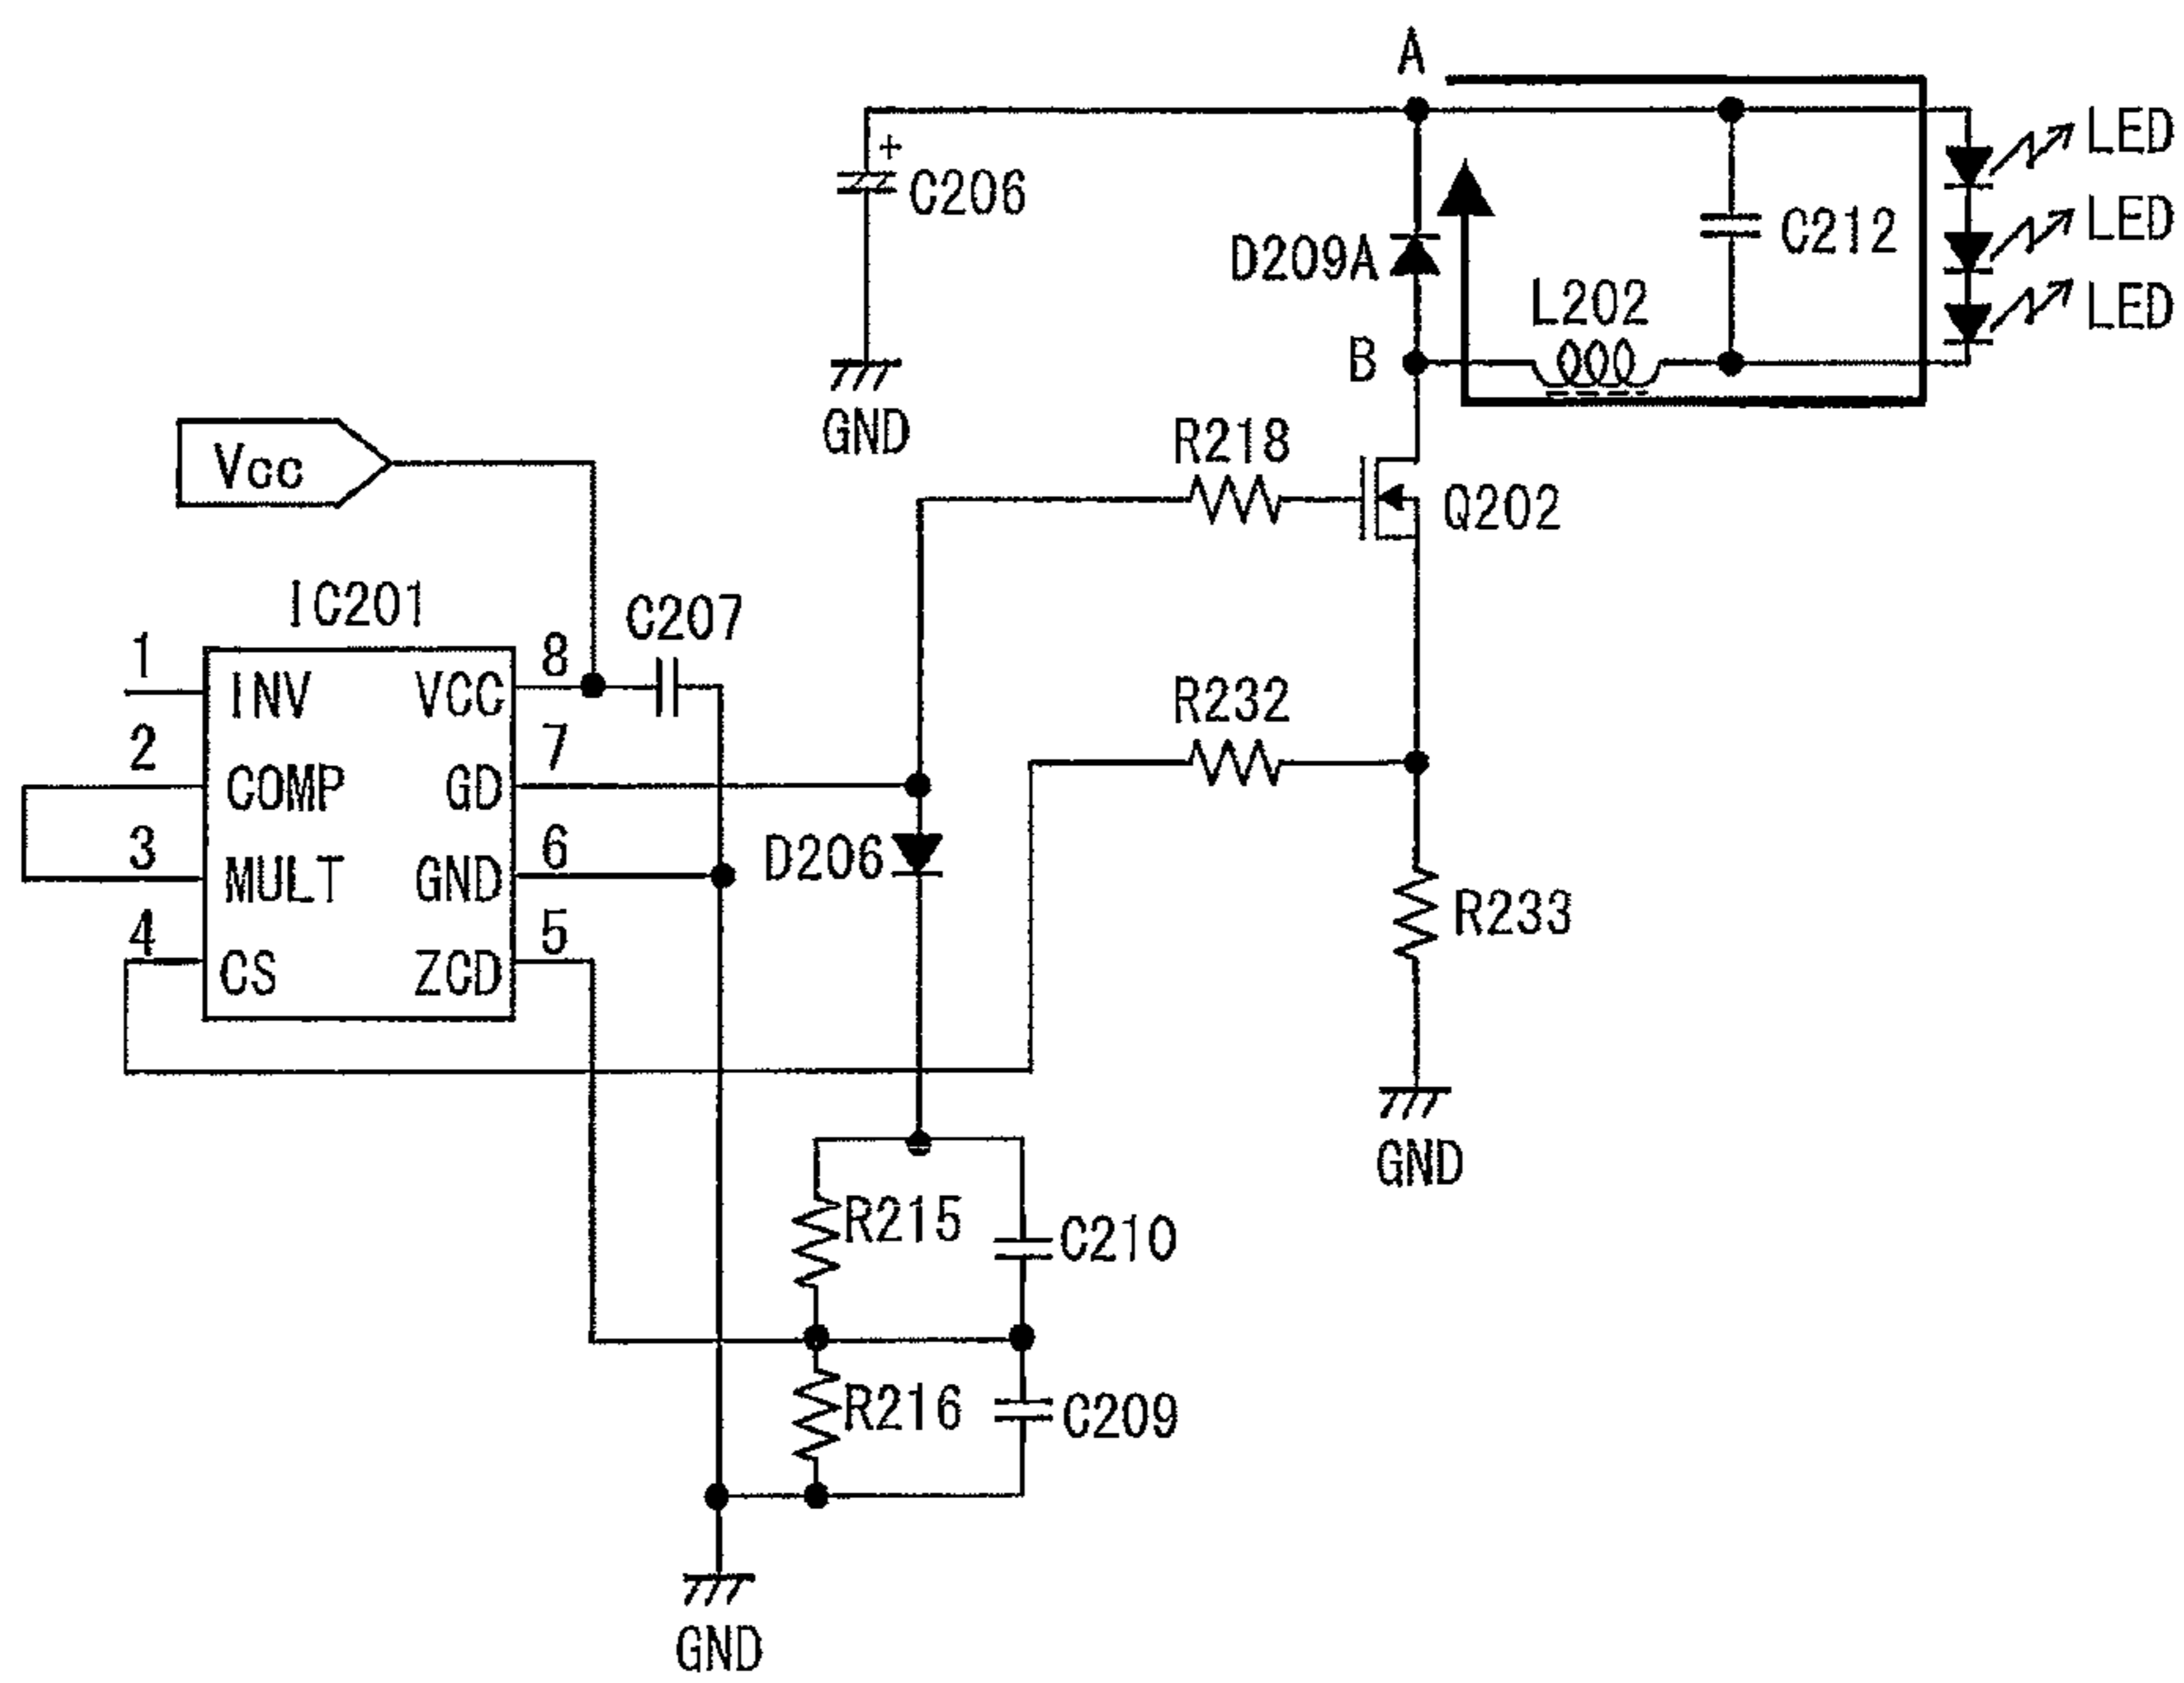 A
LED
+
C206
C212
LED
D209A
L202
LED
B
GND
R218
Vcc
Q202
IC201
C207
1
INV
VCC
8
R232
2
COMP
GD
7
3
MULT
GND
6
D206
R233
4
CS
ZCD
5
GND
R215
C210
R216
C209
GND